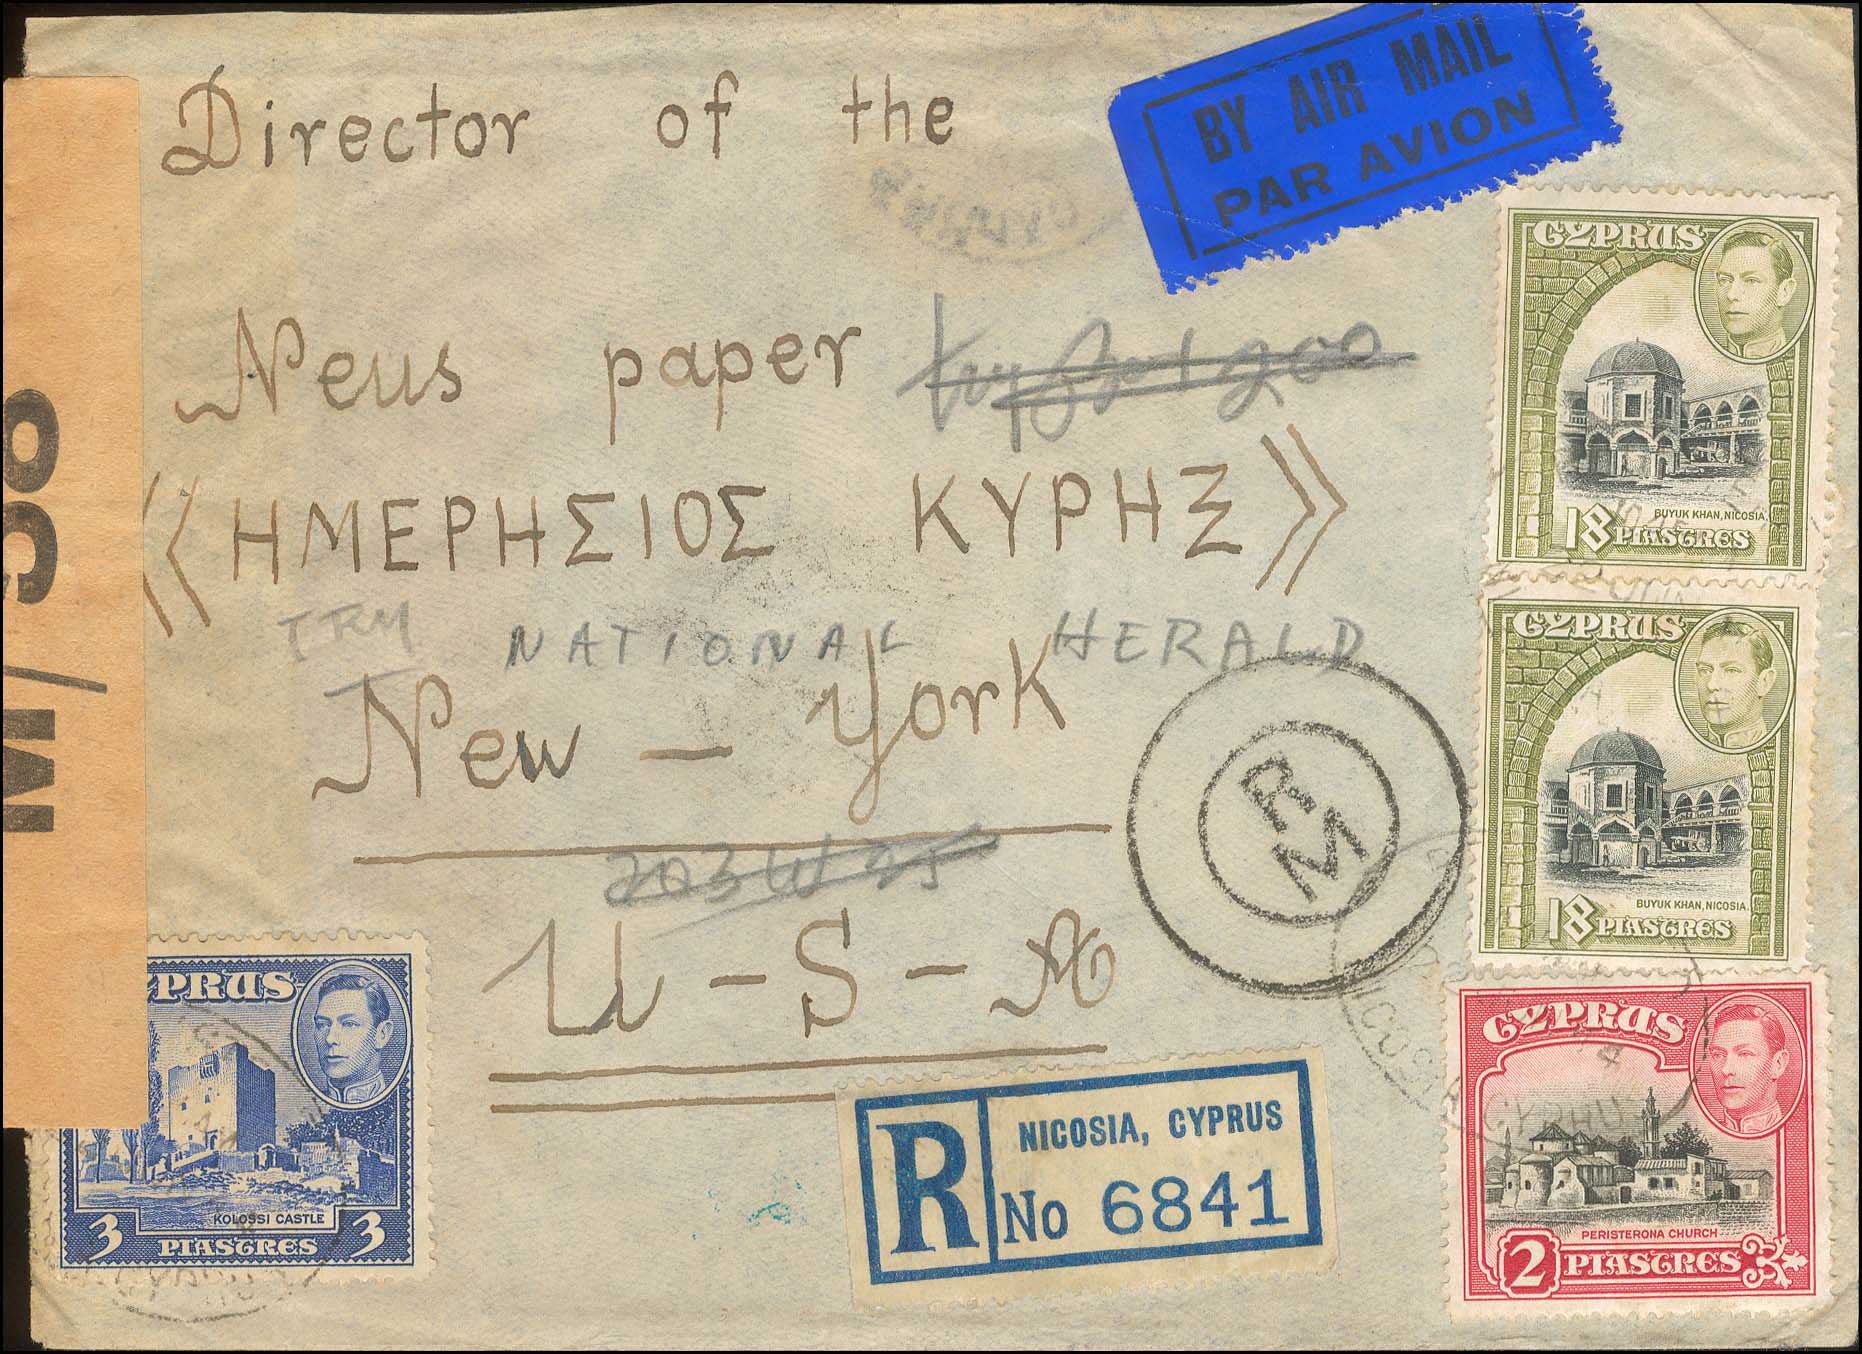 BY AIR MAIL
PAR AVION
Director of the
Neus paper
«ΗΜΕΡΗΣΙΟΣ ΚΥΡΗΞ»
NATIONAL HERALD
New - York
U - S - A
R M
CYPRUS
BUYUK KHAN, NICOSIA.
18 PIASTRES
CYPRUS
BUYUK KHAN, NICOSIA.
18 PIASTRES
CYPRUS
PERISTERONA CHURCH
2 PIASTRES
PRUS
KOLOSSI CASTLE
3 PIASTRES 3
R
NICOSIA, CYPRUS
No 6841